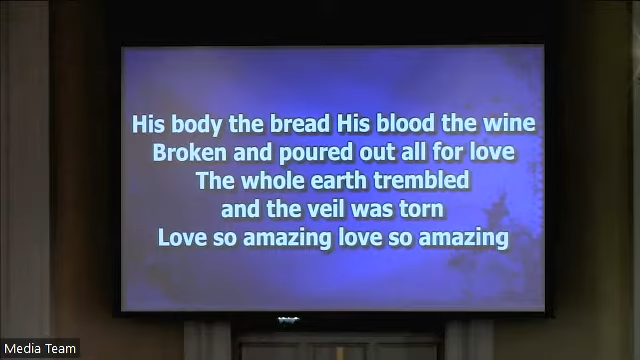 His body the bread His blood the wine
Broken and poured out all for love
The whole earth trembled
and the veil was torn
Love so amazing love so amazing
Media Team